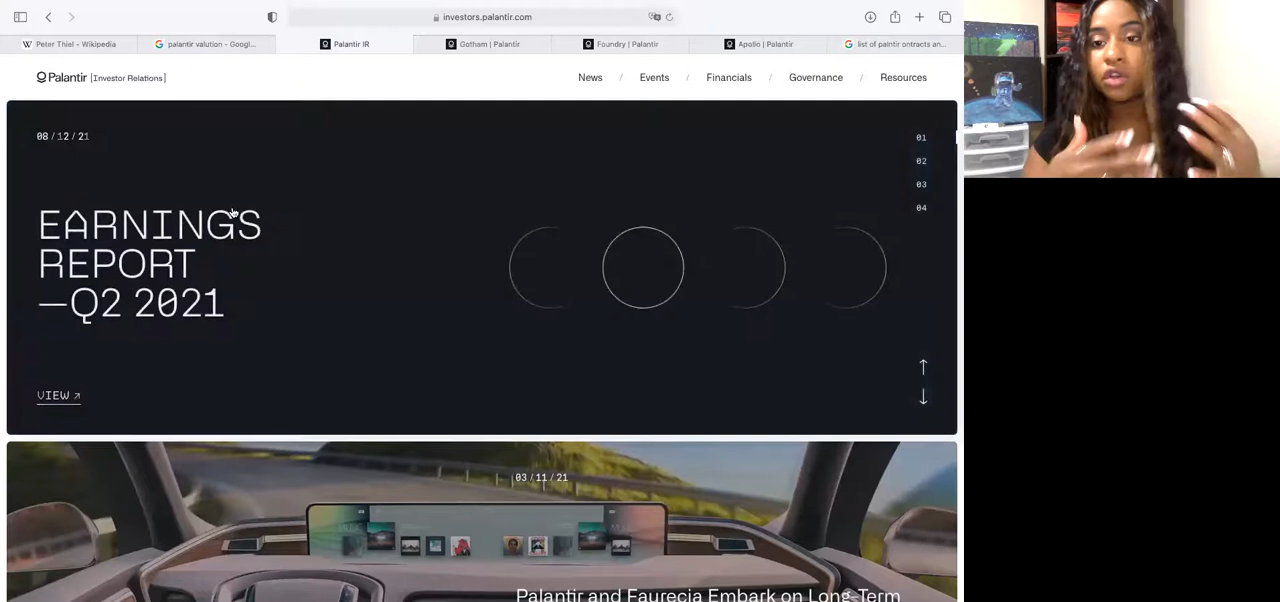 investors.palantir.com
Peter Thiel – Wikipedia
palantir valution - Googl...
Palantir IR
Gotham | Palantir
Foundry | Palantir
Apollo | Palantir
list of palntir ontracts an...
Palantir [Investor Relations]
News / Events / Financials / Governance / Resources
08 / 12 / 21
01
02
03
04
EARNINGS
REPORT
—Q2 2021
VIEW ↗
03 / 11 / 21
Palantir and Faurecia Embark on Long-Term